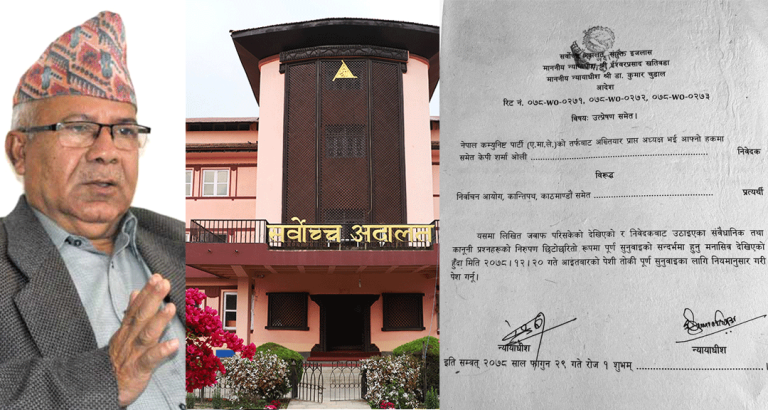 सर्वोच्च अदालत
सर्वोच्च अदालत, संयुक्त इजलास
माननीय न्यायाधीश श्री ईश्वरप्रसाद खतिवडा
माननीय न्यायाधीश श्री डा. कुमार चुडाल
आदेश
रिट नं. ०७८-WO-०२७१, ०७८-WO-०२७२, ०७८-WO-०२७३
विषयः उत्प्रेषण समेत।
नेपाल कम्युनिष्ट पार्टी (ए.मा.ले.)को तर्फबाट अख्तियार प्राप्त अध्यक्ष भई आफ्नो हकमा
समेत केपी शर्मा ओली ........................................ निवेदक
विरूद्ध
निर्वाचन आयोग, कान्तिपथ, काठमाण्डौं समेत ........................................ प्रत्यर्थी
यसमा लिखित जवाफ परिसकेको देखिएको र निवेदकबाट उठाइएका संवैधानिक तथा
कानूनी प्रश्नहरूको निरुपण छिटोछरितो रूपमा पूर्ण सुनुवाइको सन्दर्भमा हुनु मनासिव देखिएको
हुँदा मिति २०७८।१२।२० गते आइतबारको पेशी तोकी पूर्ण सुनुवाइका लागि नियमानुसार गरी
पेश गर्नू।
न्यायाधीश
न्यायाधीश
इति सम्वत् २०७८ साल फागुन २९ गते रोज १ शुभम् ........................................।